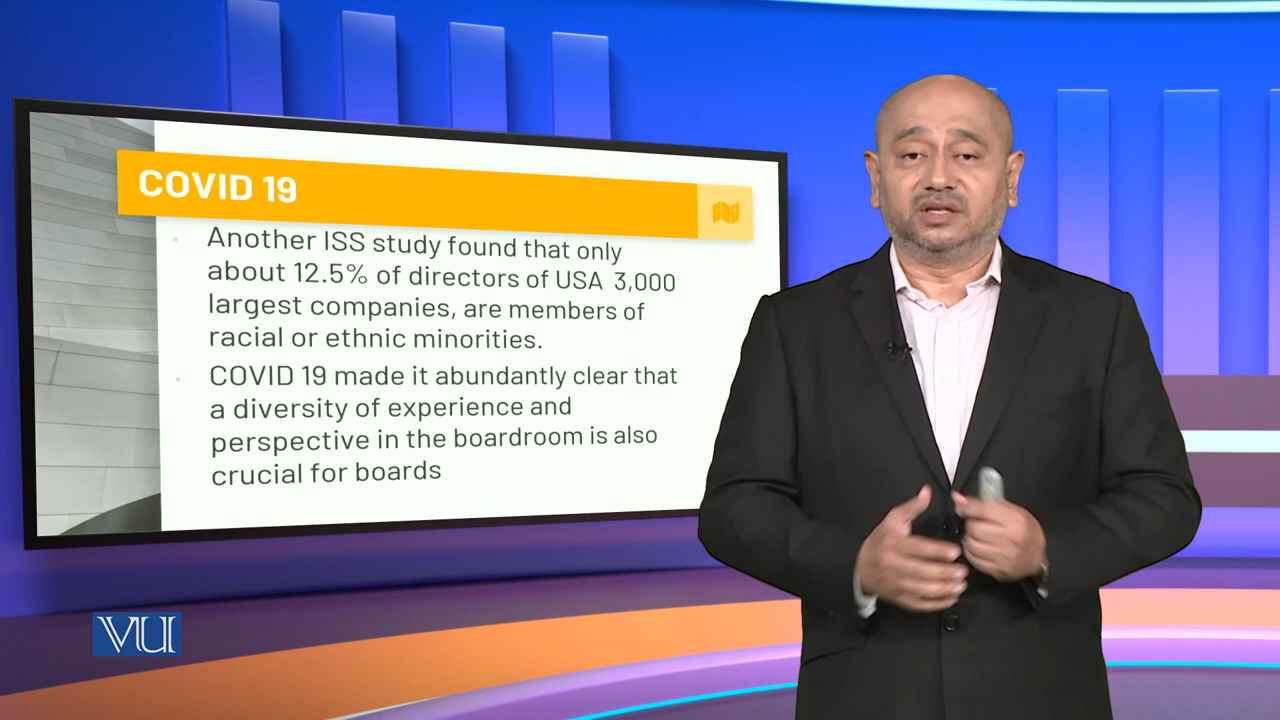 COVID 19
Another ISS study found that only
about 12.5% of directors of USA 3,000
largest companies, are members of
racial or ethnic minorities.
COVID 19 made it abundantly clear that
a diversity of experience and
perspective in the boardroom is also
crucial for boards
VU